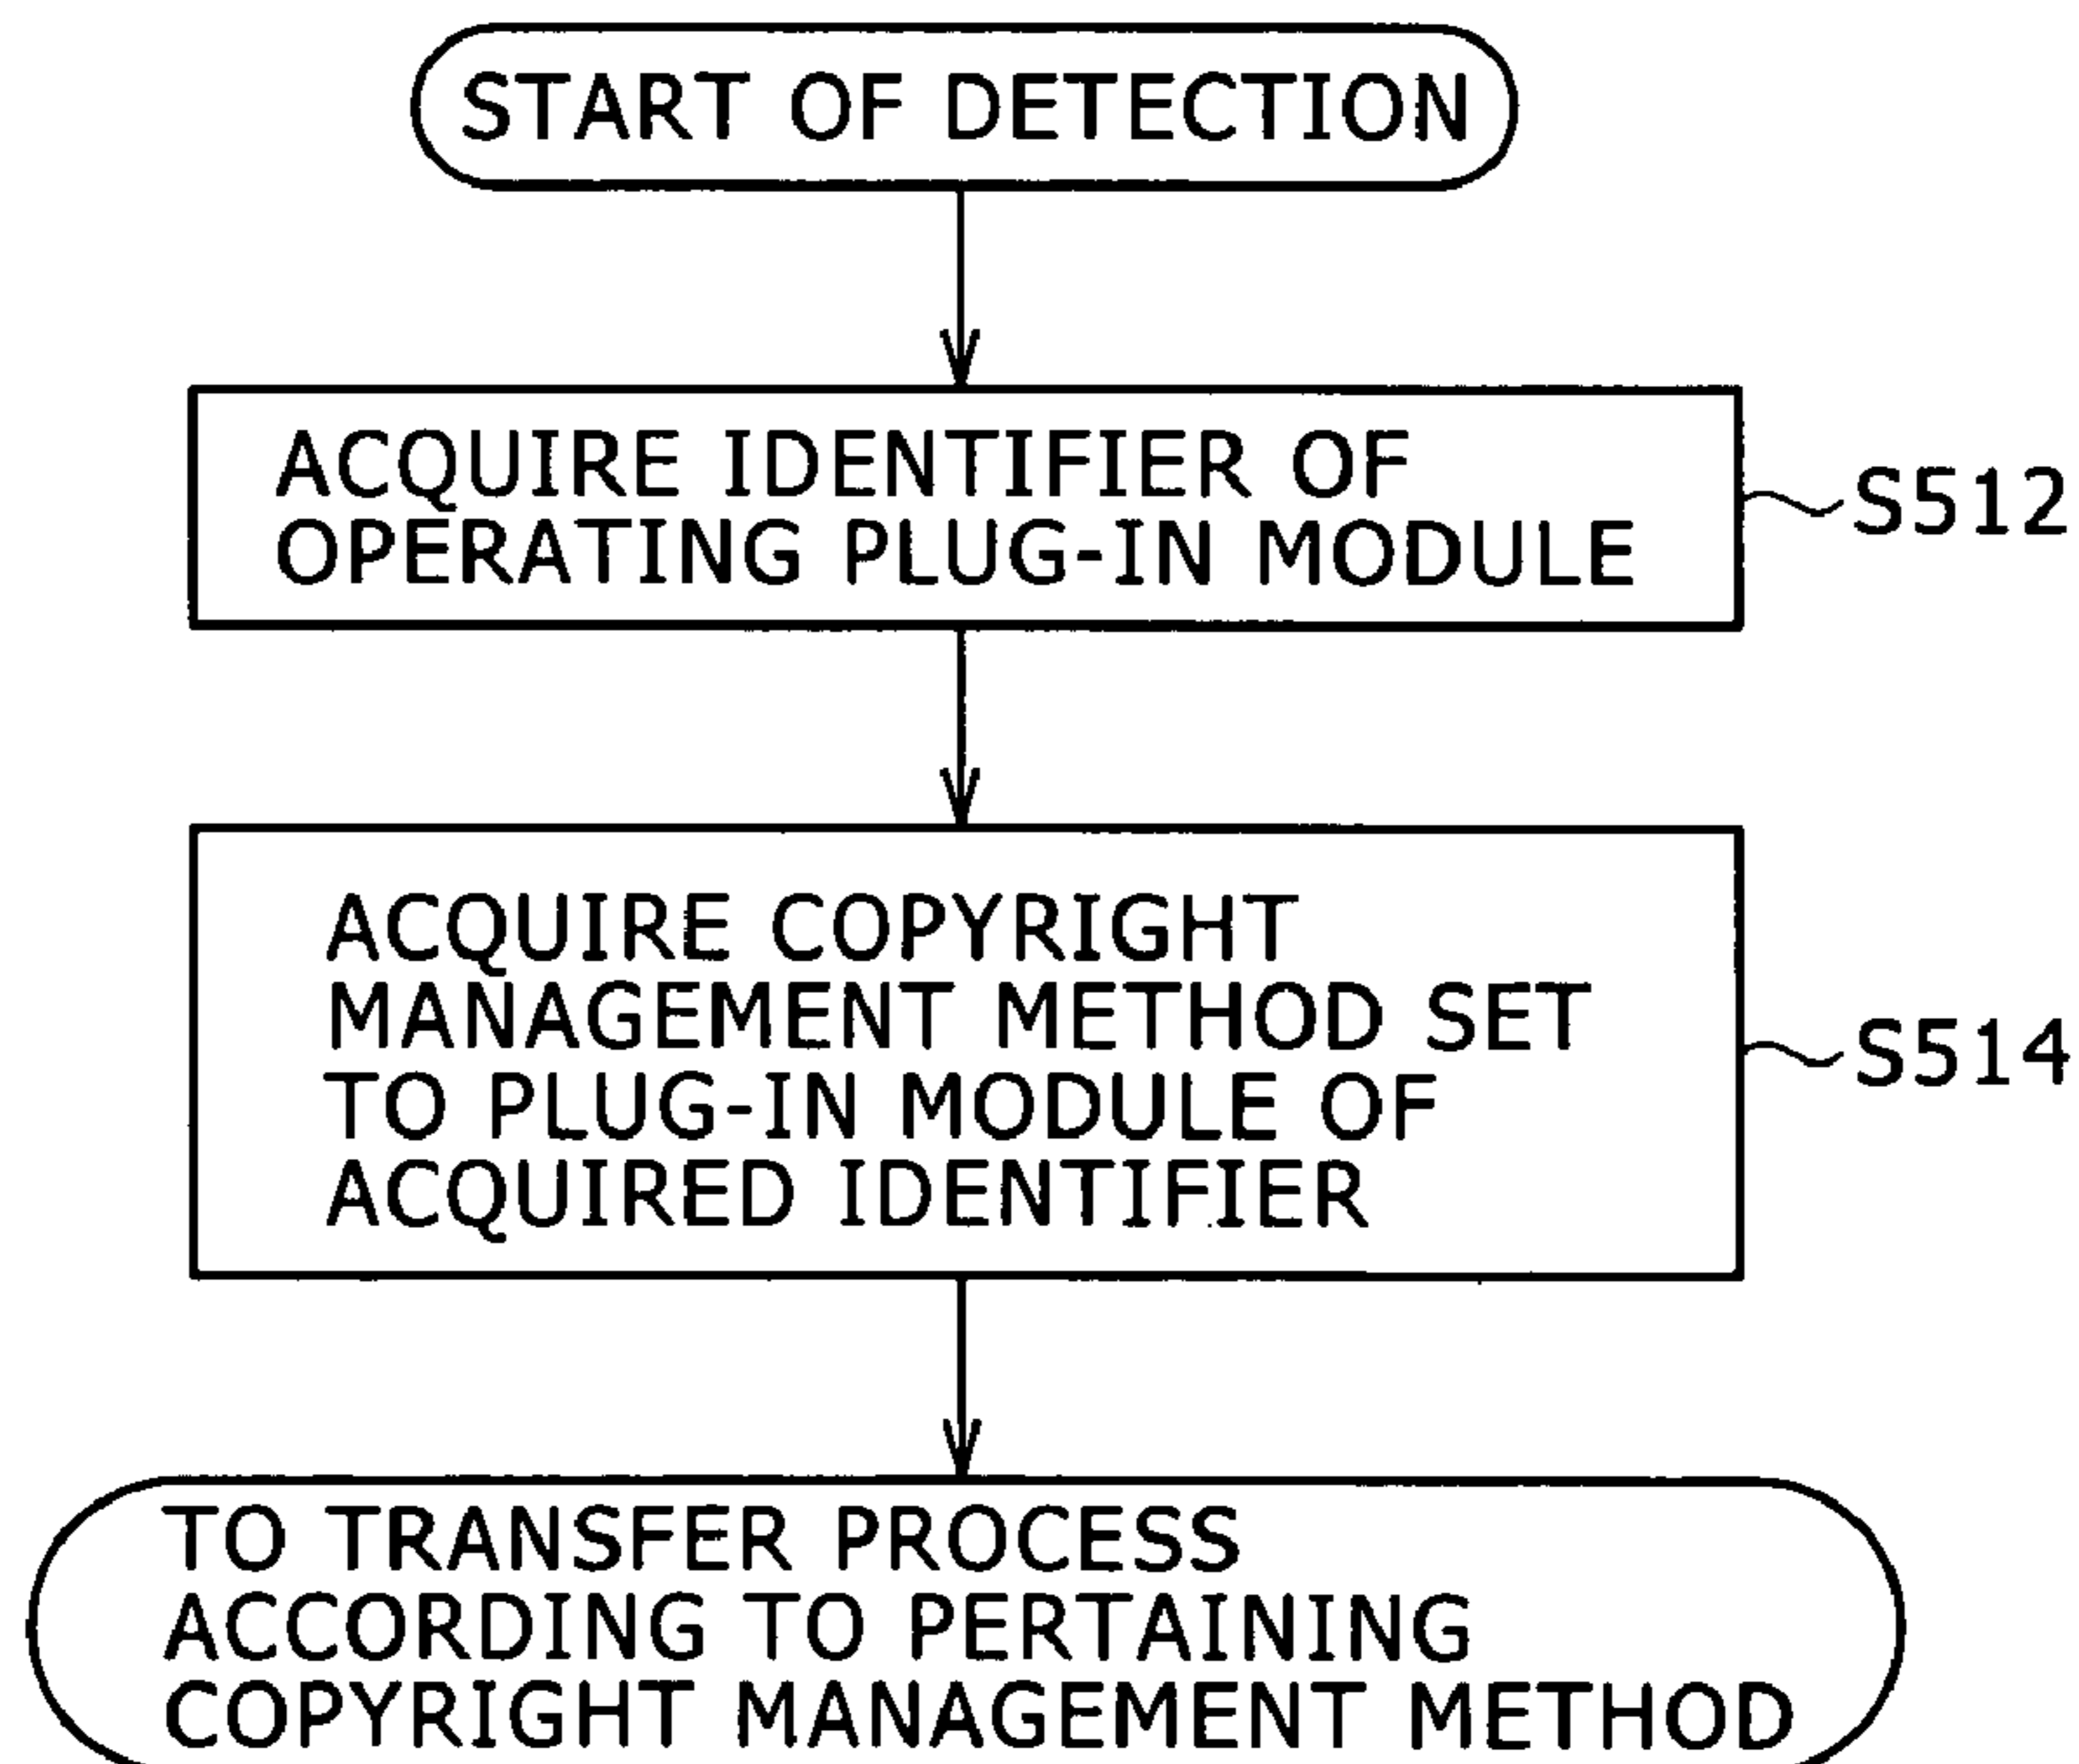 START OF DETECTION
ACQUIRE IDENTIFIER OF
OPERATING PLUG-IN MODULE
S512
ACQUIRE COPYRIGHT
MANAGEMENT METHOD SET
TO PLUG-IN MODULE OF
ACQUIRED IDENTIFIER
S514
TO TRANSFER PROCESS
ACCORDING TO PERTAINING
COPYRIGHT MANAGEMENT METHOD